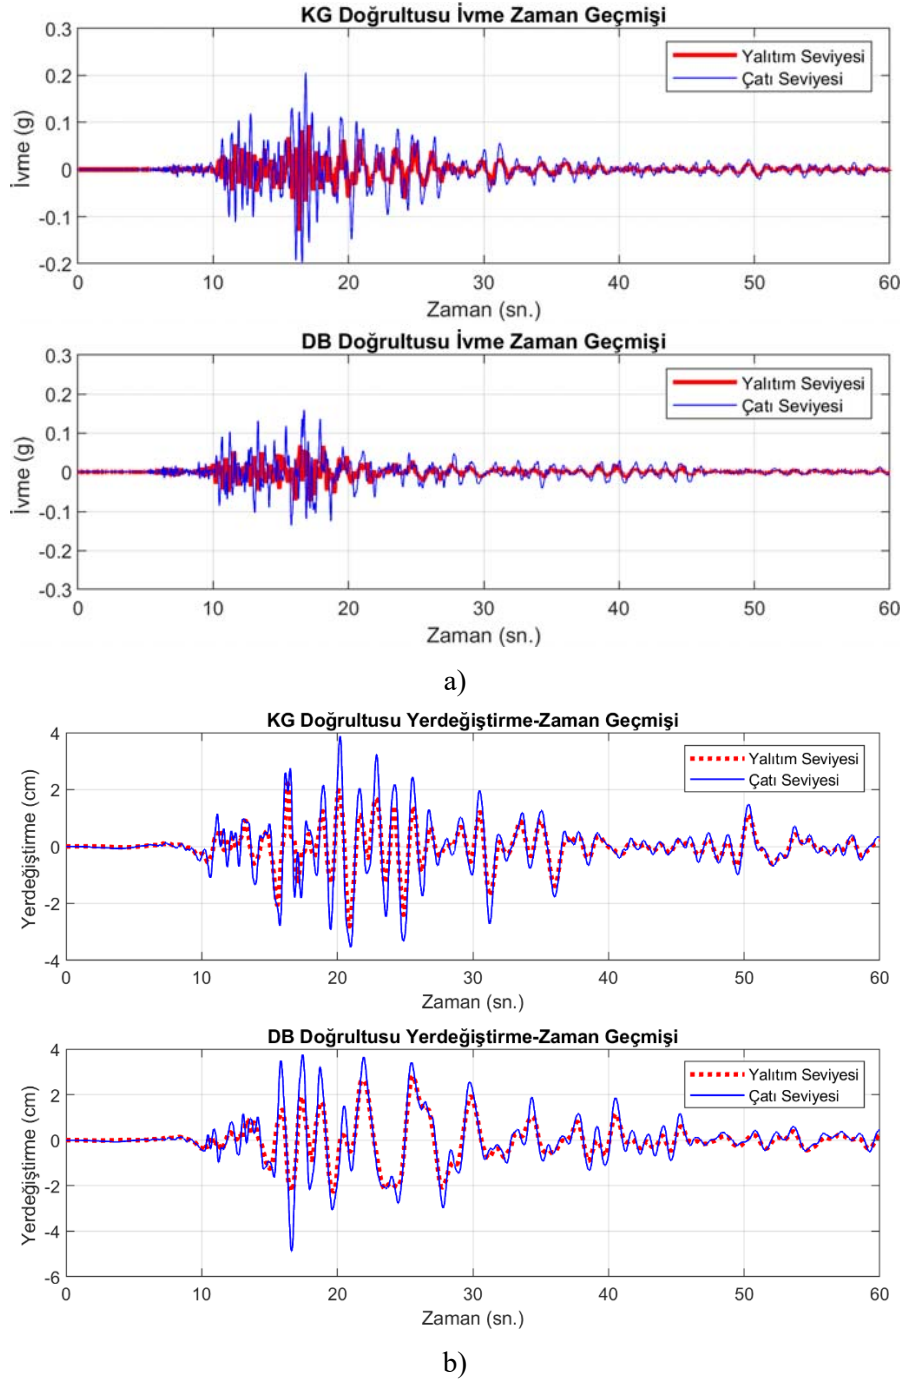 KG Doğrultusu İvme Zaman Geçmişi
0.3
0.2
0.1
0
-0.1
-0.2
İvme (g)
Yalıtım Seviyesi
Çatı Seviyesi
0 10 20 30 40 50 60
Zaman (sn.)
DB Doğrultusu İvme Zaman Geçmişi
0.3
0.2
0.1
0
-0.1
-0.2
-0.3
İvme (g)
Yalıtım Seviyesi
Çatı Seviyesi
0 10 20 30 40 50 60
Zaman (sn.)
a)
KG Doğrultusu Yerdeğiştirme-Zaman Geçmişi
4
2
0
-2
-4
Yerdeğiştirme (cm)
Yalıtım Seviyesi
Çatı Seviyesi
0 10 20 30 40 50 60
Zaman (sn.)
DB Doğrultusu Yerdeğiştirme-Zaman Geçmişi
4
2
0
-2
-4
-6
Yerdeğiştirme (cm)
Yalıtım Seviyesi
Çatı Seviyesi
0 10 20 30 40 50 60
Zaman (sn.)
b)